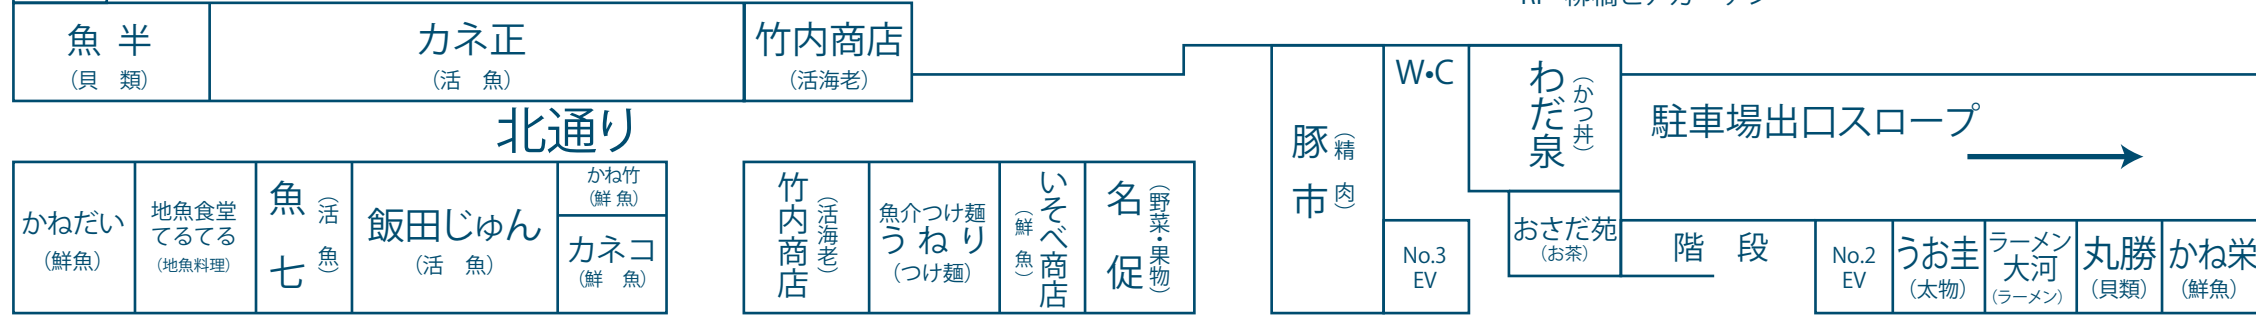 魚 半
(貝 類)
カネ正
(活 魚)
竹内商店
(活海老)
北通り
かねだい
(鮮魚)
地魚食堂
てるてる
(地魚料理)
魚七
(活魚)
飯田じゅん
(活 魚)
かね竹
(鮮 魚)
カネコ
(鮮 魚)
竹内商店
(活海老)
魚介つけ麺
うねり
(つけ麺)
いそべ商店
(鮮魚)
名促
(野菜・果物)
豚市
(精肉)
W•C
No.3
EV
わだ泉
(かつ丼)
おさだ苑
(お茶)
駐車場出口スロープ
階 段
No.2
EV
うお圭
(太物)
ラーメン
大河
(ラーメン)
丸勝
(貝類)
かね栄
(鮮魚)